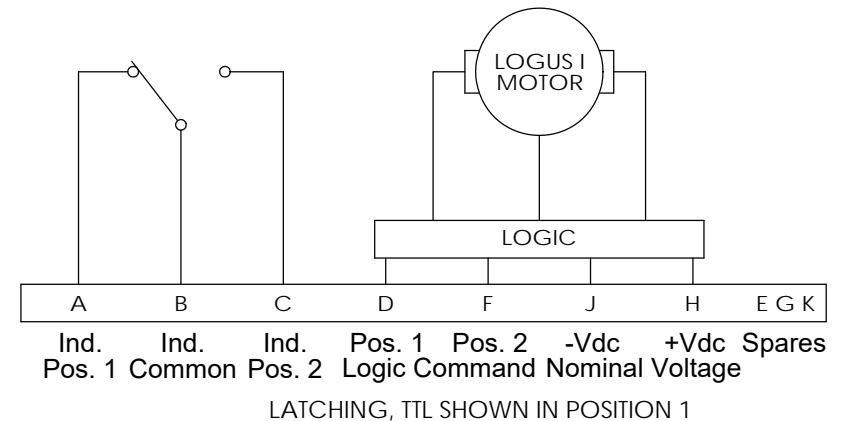 LOGUS I
MOTOR
LOGIC
A B C D F J H E G K
Ind. Ind. Ind. Pos. 1 Pos. 2 -Vdc +Vdc Spares
Pos. 1 Common Pos. 2 Logic Command Nominal Voltage
LATCHING, TTL SHOWN IN POSITION 1